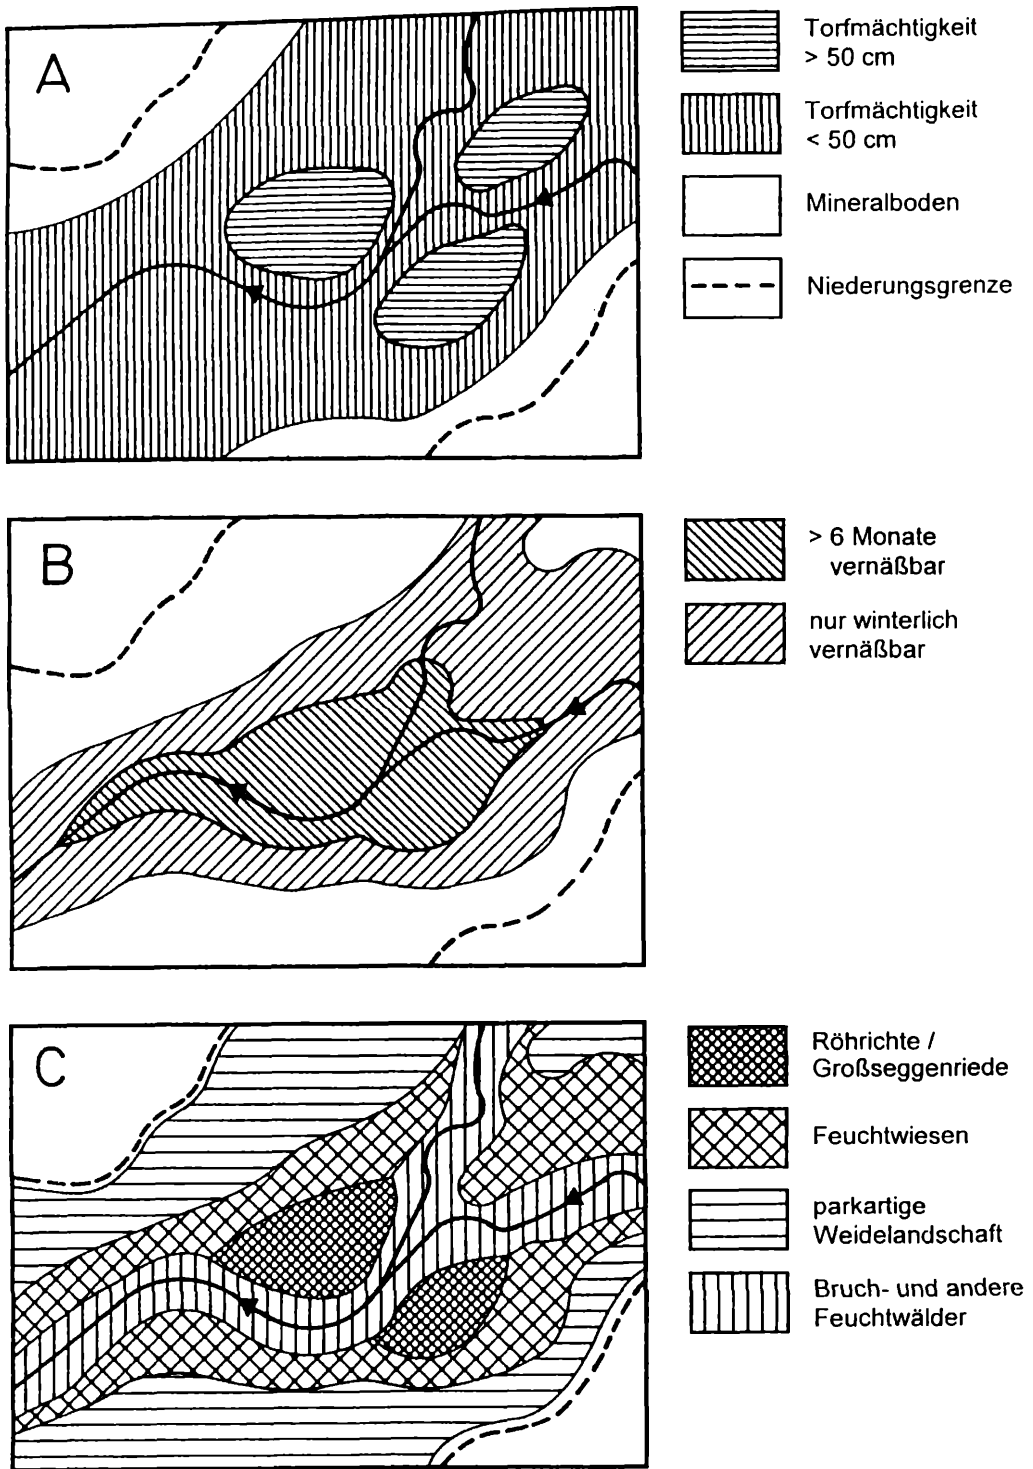 A
Torfmächtigkeit
> 50 cm
Torfmächtigkeit
< 50 cm
Mineralboden
Niederungsgrenze
B
> 6 Monate
vernäßbar
nur winterlich
vernäßbar
C
Röhrichte /
Großseggenriede
Feuchtwiesen
parkartige
Weidelandschaft
Bruch- und andere
Feuchtwälder